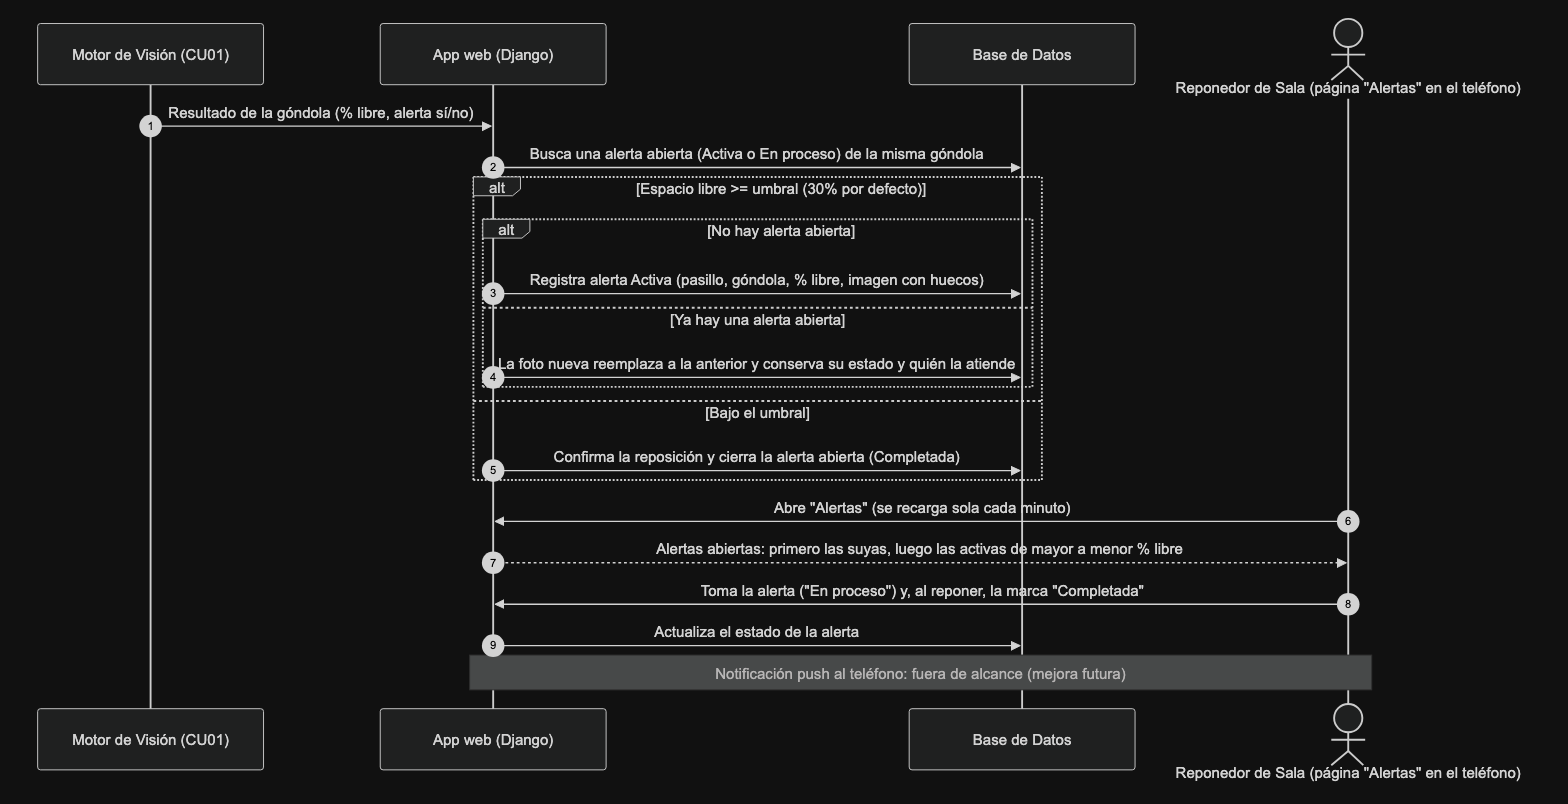 Motor de Visión (CU01)
App web (Django)
Base de Datos
Reponedor de Sala (página "Alertas" en el teléfono)
Resultado de la góndola (% libre, alerta sí/no)
1
Busca una alerta abierta (Activa o En proceso) de la misma góndola
2
alt
[Espacio libre >= umbral (30% por defecto)]
alt
[No hay alerta abierta]
Registra alerta Activa (pasillo, góndola, % libre, imagen con huecos)
3
[Ya hay una alerta abierta]
La foto nueva reemplaza a la anterior y conserva su estado y quién la atiende
4
[Bajo el umbral]
Confirma la reposición y cierra la alerta abierta (Completada)
5
Abre "Alertas" (se recarga sola cada minuto)
6
Alertas abiertas: primero las suyas, luego las activas de mayor a menor % libre
7
Toma la alerta ("En proceso") y, al reponer, la marca "Completada"
8
Actualiza el estado de la alerta
9
Notificación push al teléfono: fuera de alcance (mejora futura)
Motor de Visión (CU01)
App web (Django)
Base de Datos
Reponedor de Sala (página "Alertas" en el teléfono)